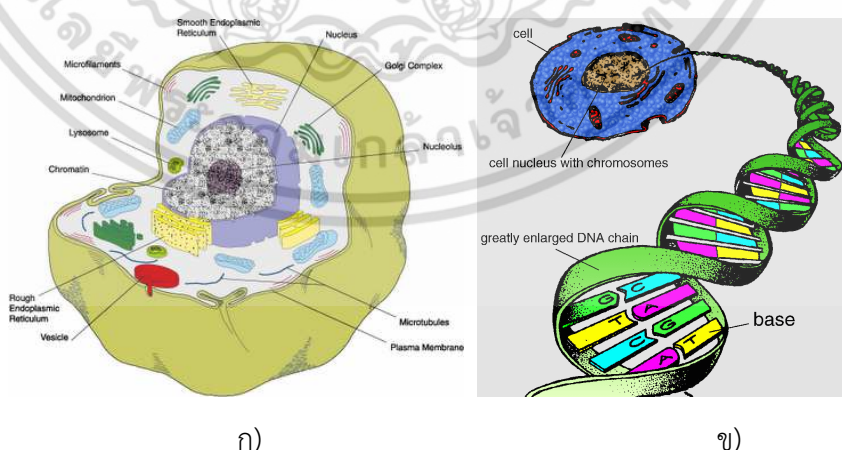 Smooth Endoplasmic
Reticulum
Nucleus
Microfilaments
Golgi Complex
Mitochondrion
Lysosome
Nucleolus
Chromatin
Rough
Endoplasmic
Reticulum
Vesicle
Microtubules
Plasma Membrane
ก)
cell
cell nucleus with chromosomes
greatly enlarged DNA chain
G C
T A
C G
A T
base
ข)